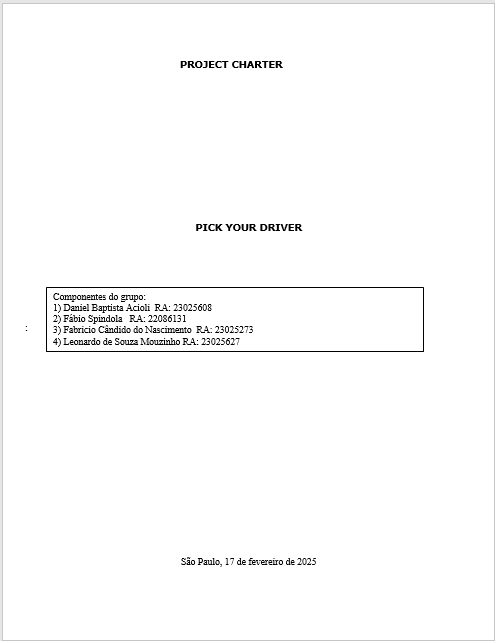 PROJECT CHARTER
PICK YOUR DRIVER
Componentes do grupo:
1) Daniel Baptista Acioli RA: 23025608
2) Fábio Spindola RA: 22086131
:
3) Fabricio Cândido do Nascimento RA: 23025273
4) Leonardo de Souza Mouzinho RA: 23025627
São Paulo, 17 de fevereiro de 2025